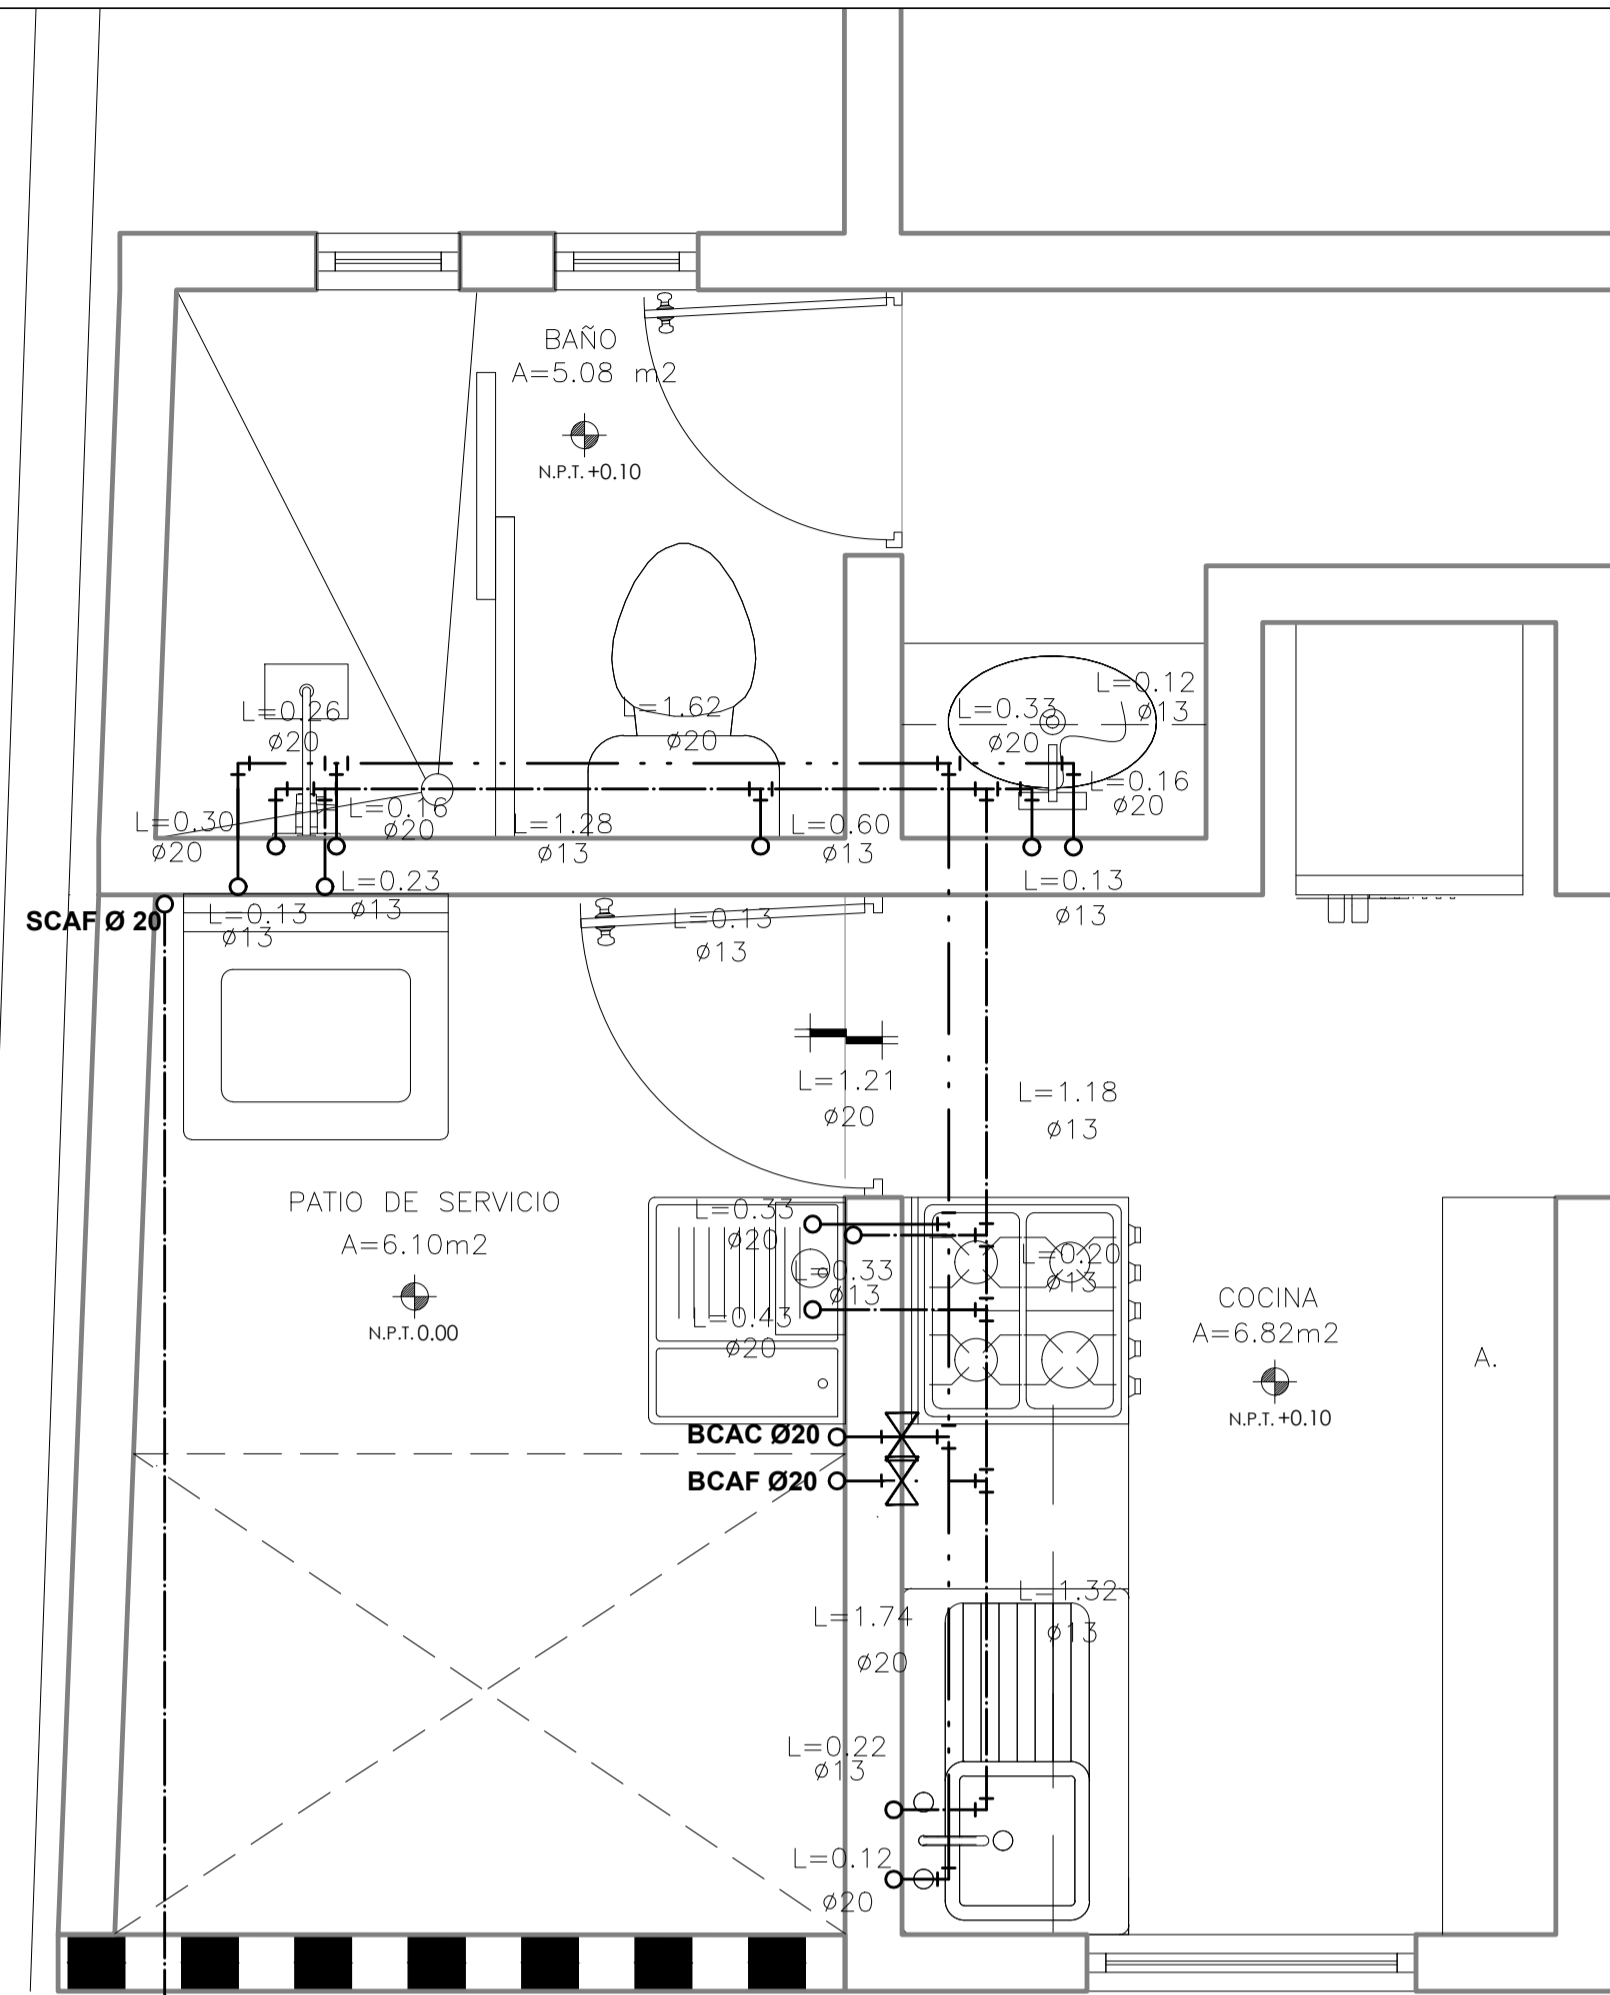 BAÑO
A=5.08 m2
N.P.T. +0.10
L=0.26
ø20
L=1.62
ø20
L=0.33
ø20
L=0.12
ø13
L=0.30
ø20
L=0.16
ø20
L=1.28
ø13
L=0.60
ø13
L=0.16
ø20
L=0.23
ø13
L=0.13
ø13
SCAF Ø 20
L=0.13
ø13
L=0.13
ø13
L=1.21
ø20
L=1.18
ø13
PATIO DE SERVICIO
A=6.10m2
N.P.T. 0.00
L=0.33
ø20
L=0.33
ø13
L=0.43
ø20
L=0.20
ø13
COCINA
A=6.82m2
N.P.T. +0.10
A.
BCAC Ø20
BCAF Ø20
L=1.74
ø20
L=1.32
ø13
L=0.22
ø13
L=0.12
ø20